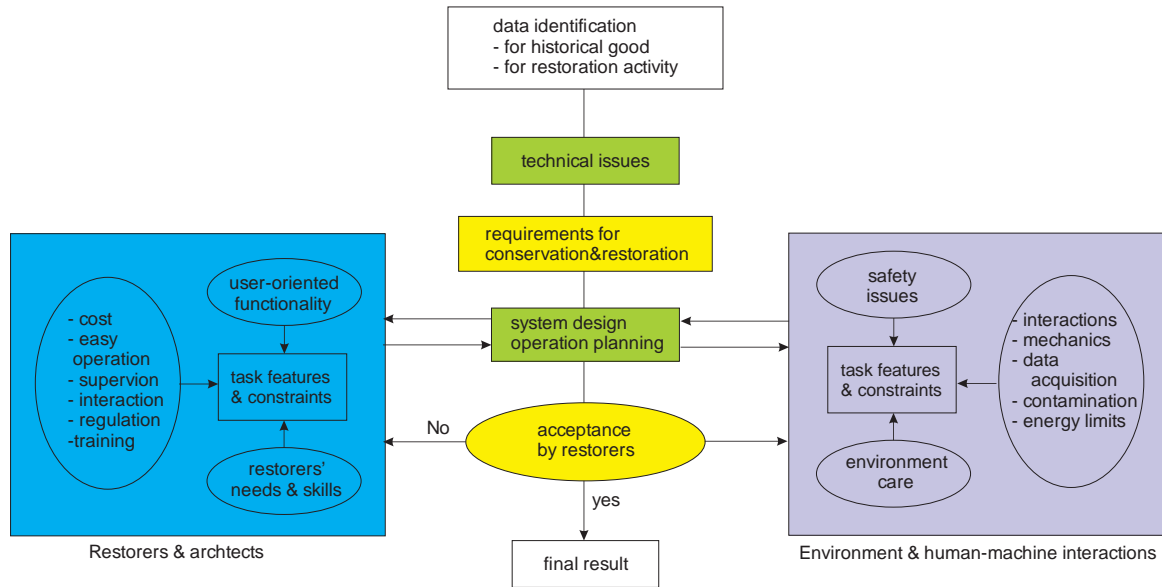 data identification
- for historical good
- for restoration activity
technical issues
requirements for
conservation&restoration
user-oriented
functionality
- cost
- easy
operation
- supervion
- interaction
- regulation
-training
task features
& constraints
restorers'
needs & skills
Restorers & architects
system design
operation planning
No
acceptance
by restorers
yes
final result
safety
issues
task features
& constraints
- interactions
- mechanics
- data
acquisition
- contamination
- energy limits
environment
care
Environment & human-machine interactions